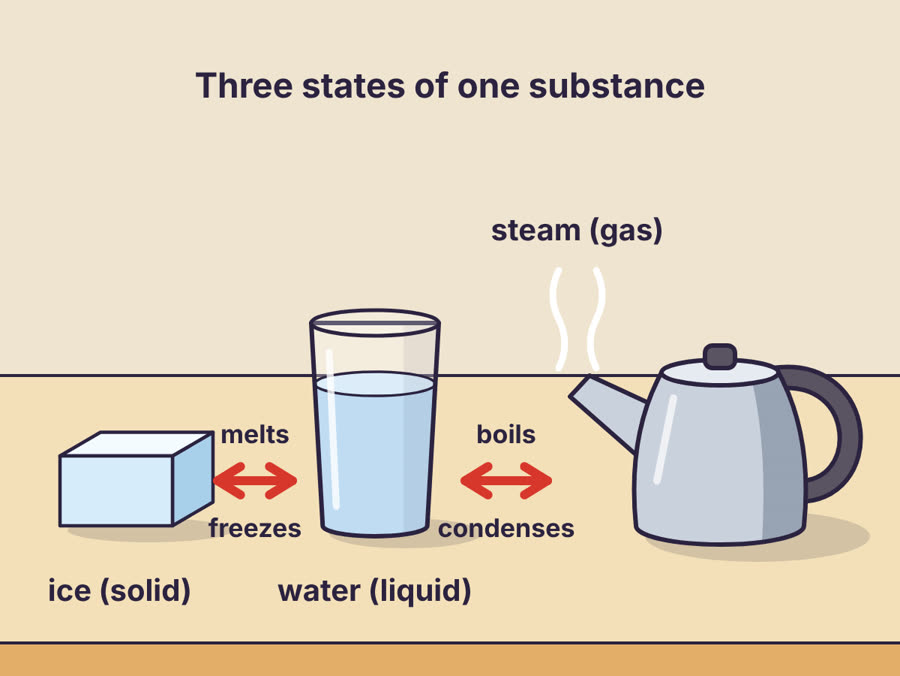 Three states of one substance
steam (gas)
melts
boils
freezes
condenses
ice (solid)
water (liquid)